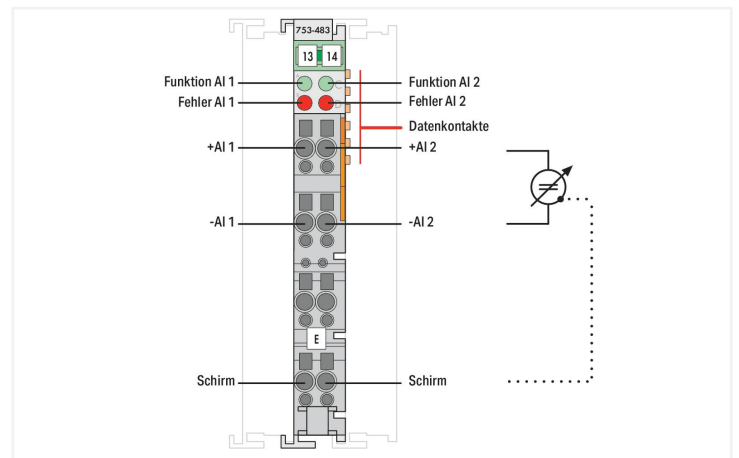 753-483
13 14
Funktion AI 1
A C
Funktion AI 2
Fehler AI 1
B D
Fehler AI 2
Datenkontakte
+AI 1
+AI 2
-AI 1
-AI 2
E
Schirm
Schirm